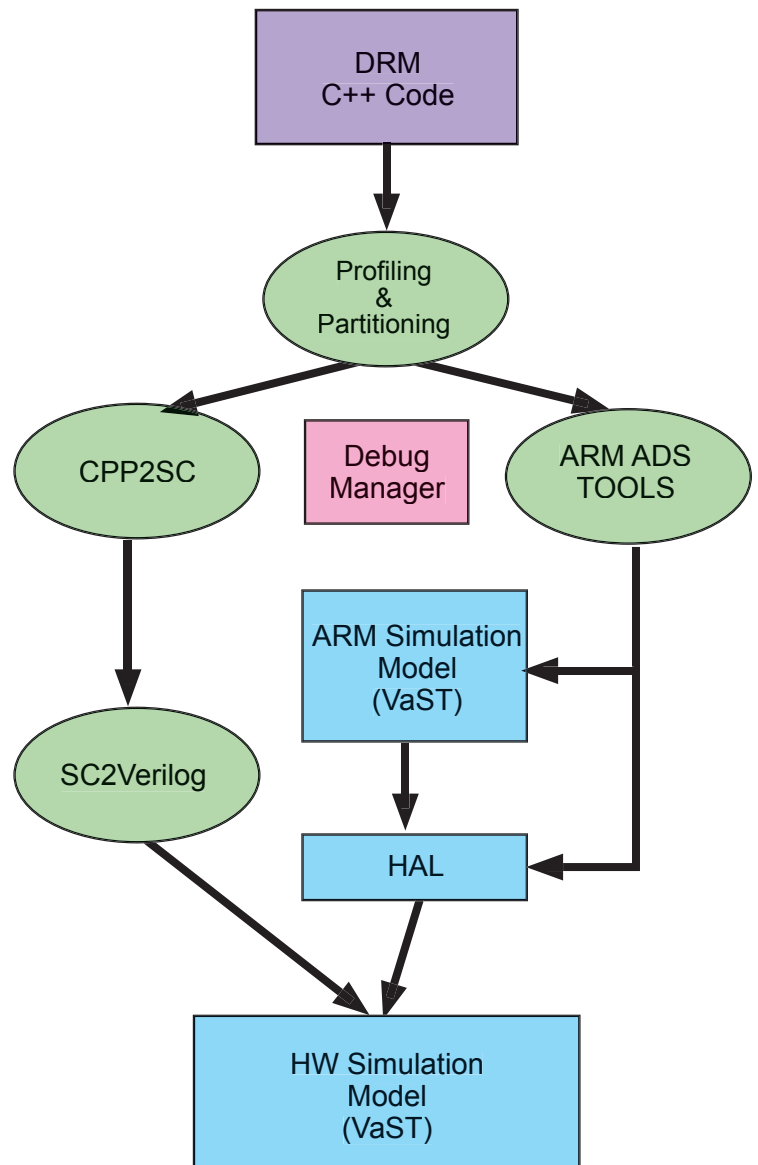 DRM
C++ Code
Profiling
&
Partitioning
CPP2SC
Debug
Manager
ARM ADS
TOOLS
ARM Simulation
Model
(VaST)
SC2Verilog
HAL
HW Simulation
Model
(VaST)